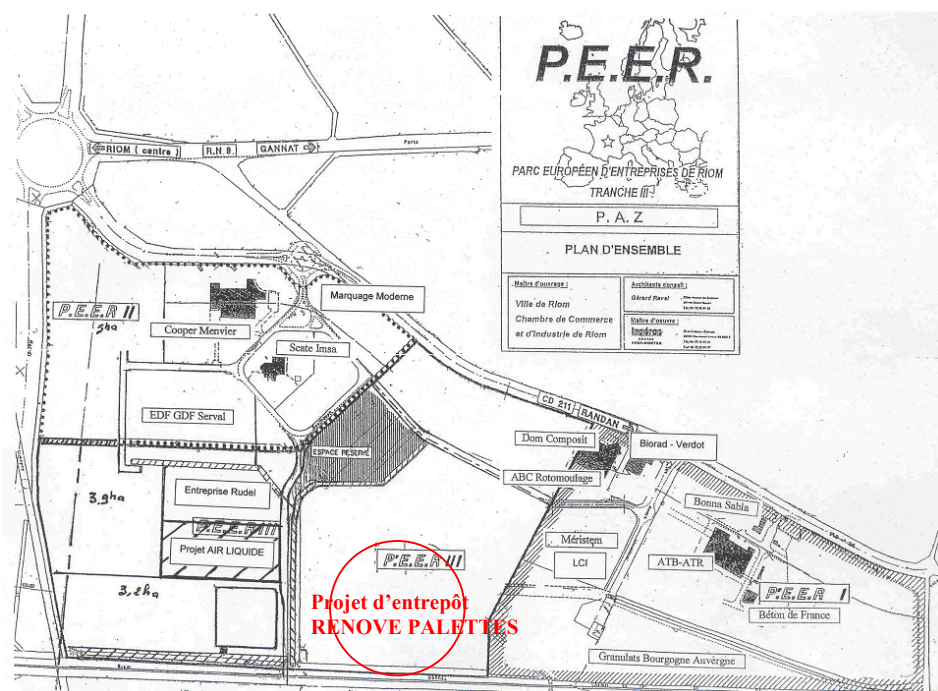 P.E.E.R.
PARC EUROPÉEN D'ENTREPRISES DE RIOM
TRANCHE III
P. A. Z
PLAN D'ENSEMBLE
Maître d'ouvrage :
Ville de Riom
Chambre de Commerce
et d'Industrie de Riom
Architecte conseil :
Gérard Ravel
Maître d'oeuvre :
Ingérop
RIOM ( centre )
R.N. 9.
GANNAT
Paris
P.E.E.R II
5ha
Cooper Menvier
Marquage Moderne
Scate Imsa
EDF GDF Serval
ESPACE RESERVÉ
CD 211
RANDAN
Dom Composit
Biorad - Verdot
ABC Rotomoulage
Bonna Sabla
3,9ha
Entreprise Rudel
P.E.E.R III
Projet AIR LIQUIDE
Méristem
LCI
ATB-ATR
P.E.E.R III
P.E.E.R I
Béton de France
3,2ha
Projet d'entrepôt
RENOVE PALETTES
Granulats Bourgogne Auvergne